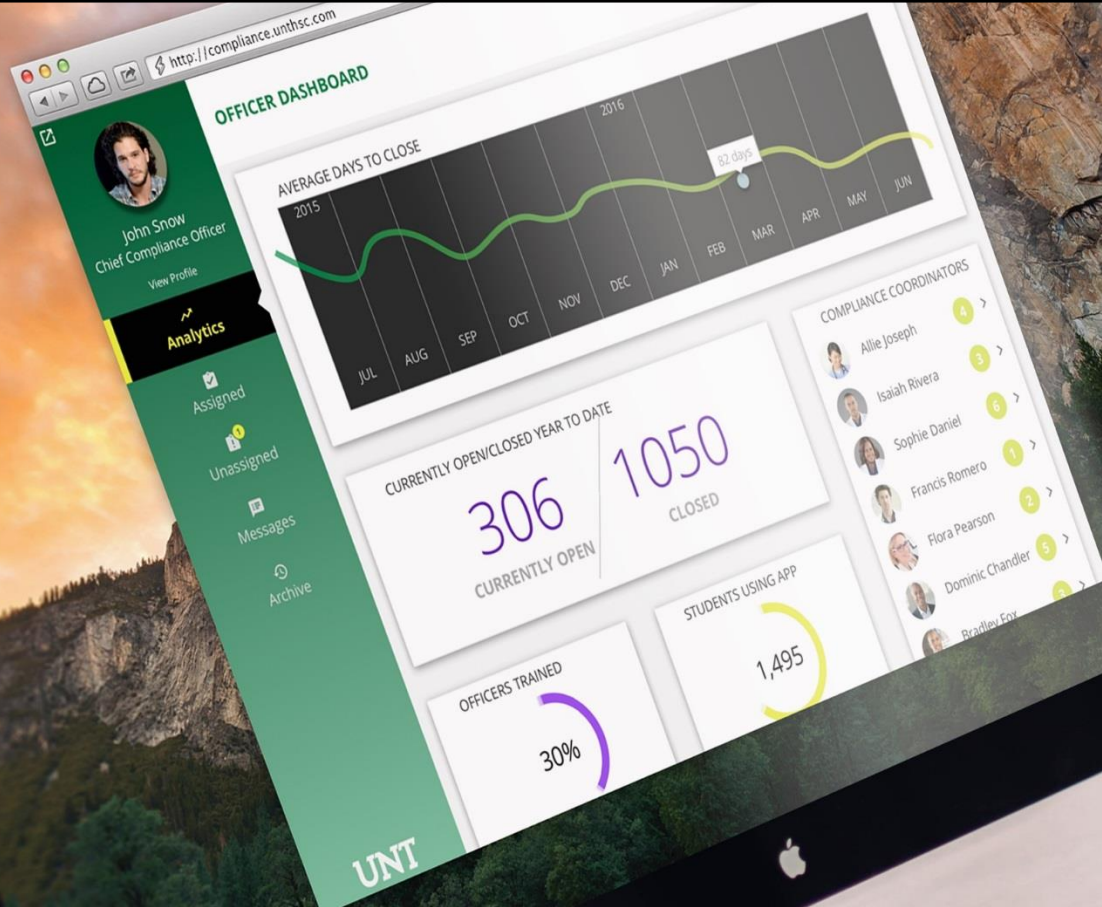 http://compliance.unthsc.com
OFFICER DASHBOARD
John Snow
Chief Compliance Officer
View Profile
Analytics
Assigned
1
Unassigned
Messages
Archive
UNT
AVERAGE DAYS TO CLOSE
2015
2016
82 days
JUL
AUG
SEP
OCT
NOV
DEC
JAN
FEB
MAR
APR
MAY
JUN
CURRENTLY OPEN/CLOSED YEAR TO DATE
306
CURRENTLY OPEN
1050
CLOSED
OFFICERS TRAINED
30%
STUDENTS USING APP
1,495
COMPLIANCE COORDINATORS
Allie Joseph 4
Isaiah Rivera 3
Sophie Daniel 6
Francis Romero 1
Flora Pearson 2
Dominic Chandler 5
Bradley Fox